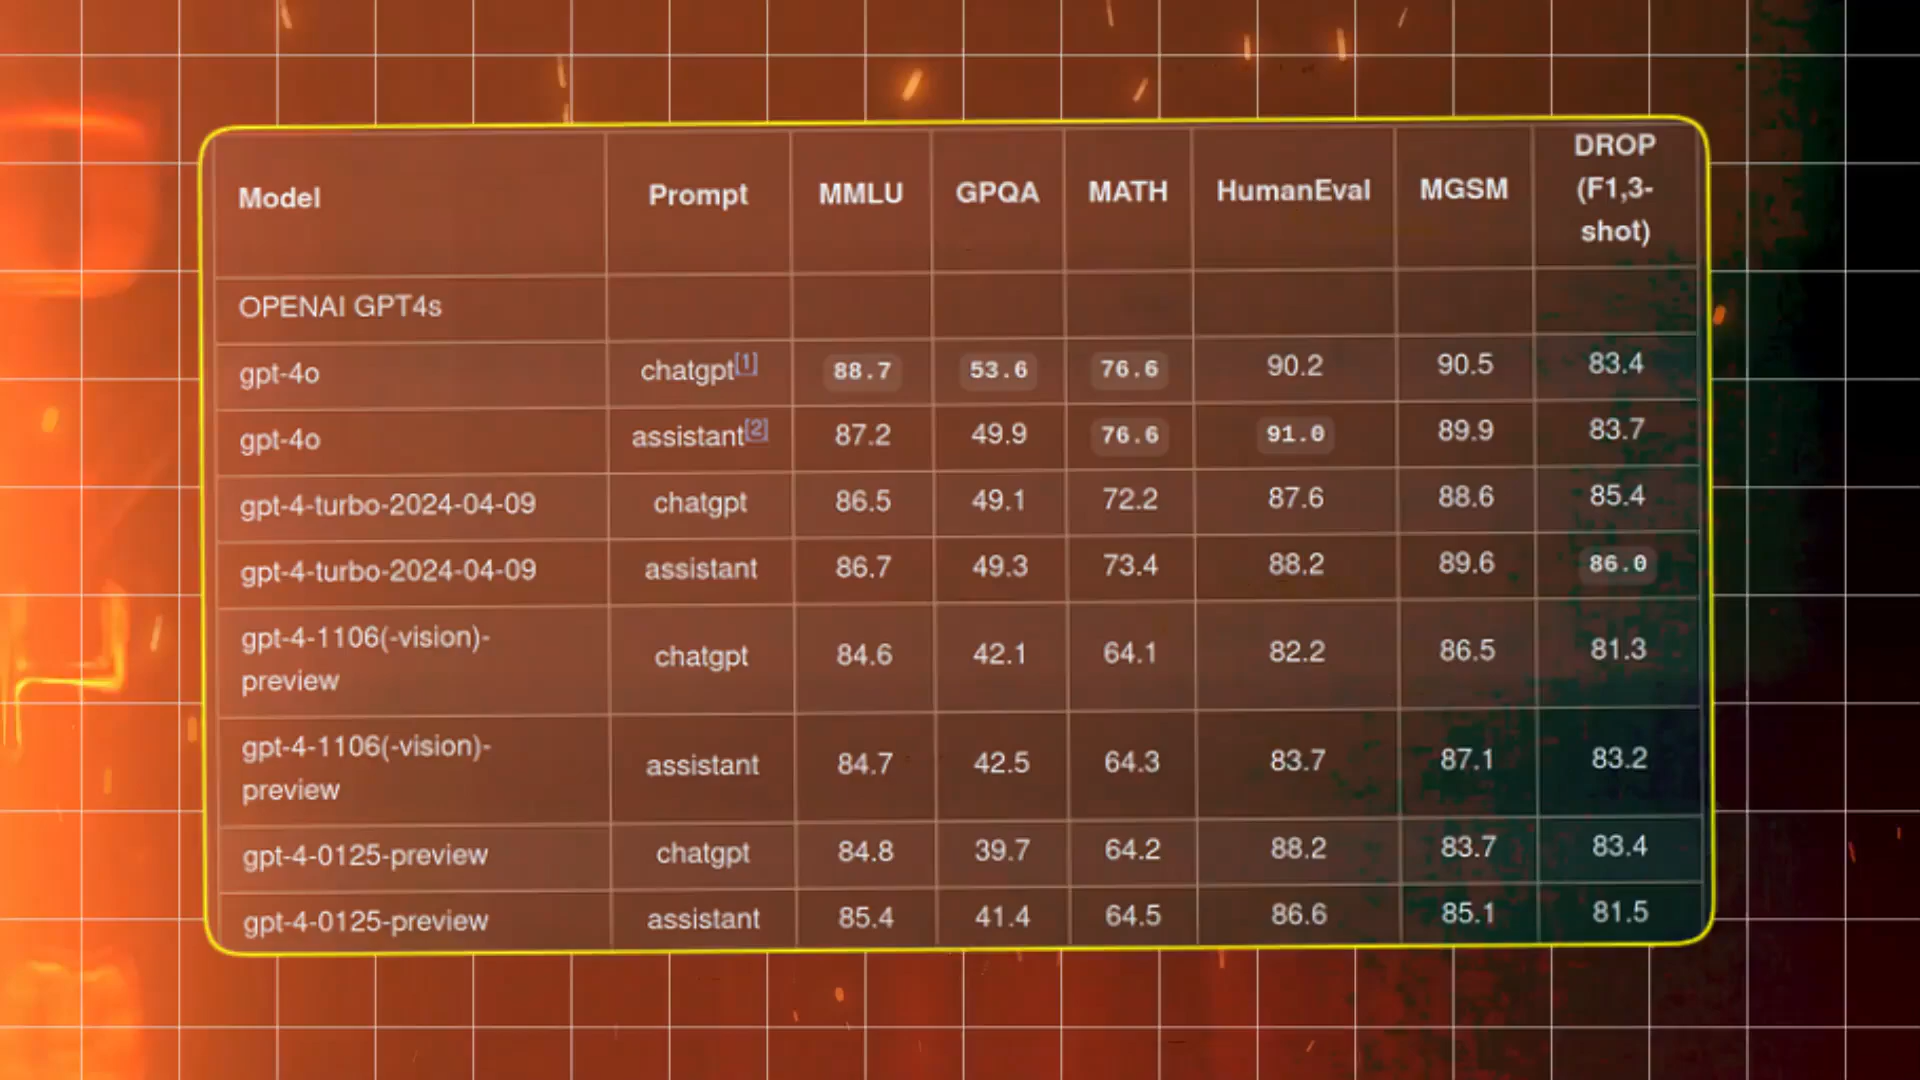 Model Prompt MMLU GPQA MATH HumanEval MGSM DROP (F1,3-shot)
OPENAI GPT4s
gpt-4o chatgpt[1] 88.7 53.6 76.6 90.2 90.5 83.4
gpt-4o assistant[2] 87.2 49.9 76.6 91.0 89.9 83.7
gpt-4-turbo-2024-04-09 chatgpt 86.5 49.1 72.2 87.6 88.6 85.4
gpt-4-turbo-2024-04-09 assistant 86.7 49.3 73.4 88.2 89.6 86.0
gpt-4-1106(-vision)-preview chatgpt 84.6 42.1 64.1 82.2 86.5 81.3
gpt-4-1106(-vision)-preview assistant 84.7 42.5 64.3 83.7 87.1 83.2
gpt-4-0125-preview chatgpt 84.8 39.7 64.2 88.2 83.7 83.4
gpt-4-0125-preview assistant 85.4 41.4 64.5 86.6 85.1 81.5